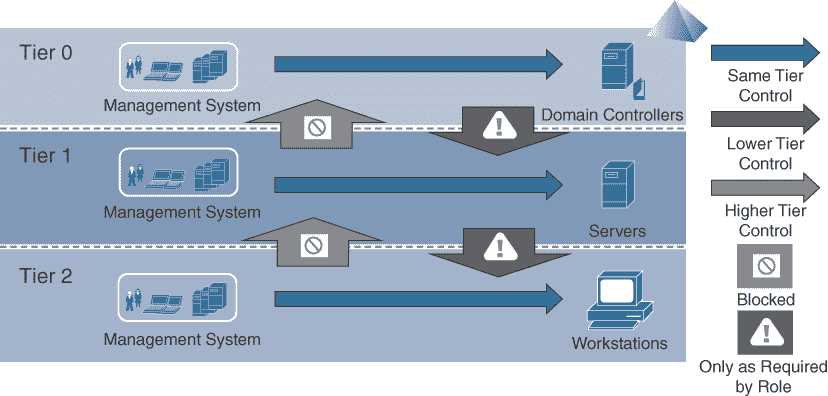 Tier 0
Management System
Domain Controllers
Tier 1
Management System
Servers
Tier 2
Management System
Workstations
Same Tier
Control
Lower Tier
Control
Higher Tier
Control
Blocked
Only as Required
by Role